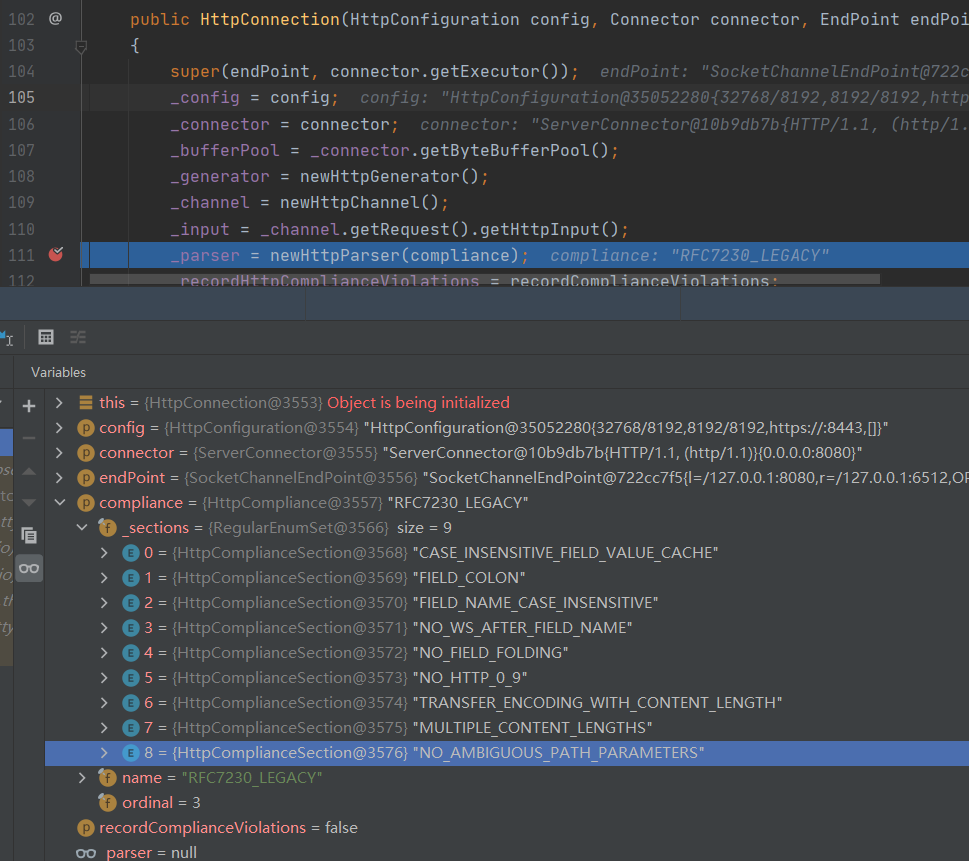 102 @ public HttpConnection(HttpConfiguration config, Connector connector, EndPoint endPoi
103 {
104 super(endPoint, connector.getExecutor()); endPoint: "SocketChannelEndPoint@722c
105 _config = config; config: "HttpConfiguration@35052280{32768/8192,8192/8192,http
106 _connector = connector; connector: "ServerConnector@10b9db7b{HTTP/1.1, (http/1.
107 _bufferPool = _connector.getByteBufferPool();
108 _generator = newHttpGenerator();
109 _channel = newHttpChannel();
110 _input = _channel.getRequest().getHttpInput();
111 _parser = newHttpParser(compliance); compliance: "RFC7230_LEGACY"
112 _recordHttpComplianceViolations = recordComplianceViolations;
Variables
this = {HttpConnection@3553} Object is being initialized
config = {HttpConfiguration@3554} "HttpConfiguration@35052280{32768/8192,8192/8192,https://:8443,[]}"
connector = {ServerConnector@3555} "ServerConnector@10b9db7b{HTTP/1.1, (http/1.1)}{0.0.0.0:8080}"
endPoint = {SocketChannelEndPoint@3556} "SocketChannelEndPoint@722cc7f5{l=/127.0.0.1:8080,r=/127.0.0.1:6512,OP
compliance = {HttpCompliance@3557} "RFC7230_LEGACY"
f _sections = {RegularEnumSet@3566} size = 9
E 0 = {HttpComplianceSection@3568} "CASE_INSENSITIVE_FIELD_VALUE_CACHE"
E 1 = {HttpComplianceSection@3569} "FIELD_COLON"
E 2 = {HttpComplianceSection@3570} "FIELD_NAME_CASE_INSENSITIVE"
E 3 = {HttpComplianceSection@3571} "NO_WS_AFTER_FIELD_NAME"
E 4 = {HttpComplianceSection@3572} "NO_FIELD_FOLDING"
E 5 = {HttpComplianceSection@3573} "NO_HTTP_0_9"
E 6 = {HttpComplianceSection@3574} "TRANSFER_ENCODING_WITH_CONTENT_LENGTH"
E 7 = {HttpComplianceSection@3575} "MULTIPLE_CONTENT_LENGTHS"
E 8 = {HttpComplianceSection@3576} "NO_AMBIGUOUS_PATH_PARAMETERS"
f name = "RFC7230_LEGACY"
f ordinal = 3
p recordComplianceViolations = false
_parser = null